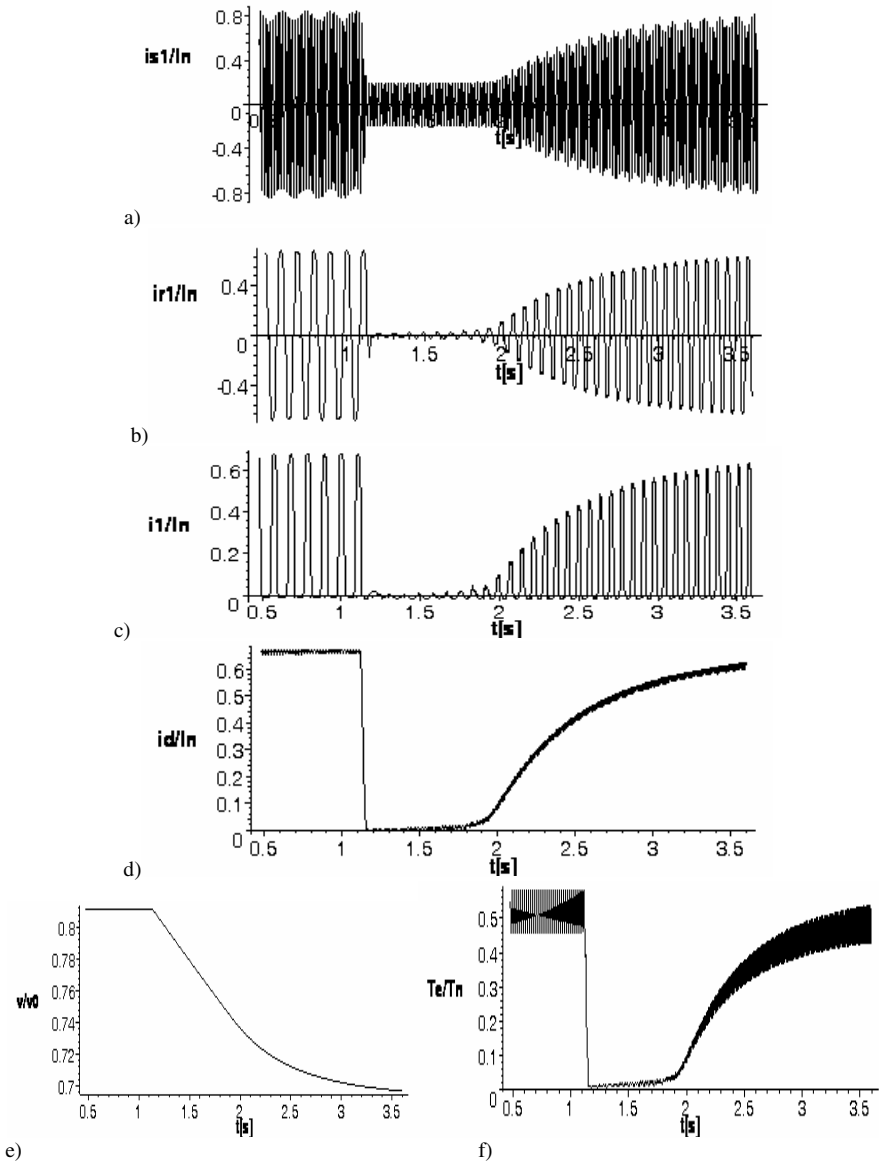 0.8
is1/In
0.4
0
-0.4
t[s]
-0.8
a)
0.4
ir1/In
0
1 1.5 2 2.5 3 3.5
t[s]
-0.4
b)
0.6
i1/In
0.4
0.2
0
0.5 1 1.5 2 2.5 3 3.5
t[s]
c)
0.6
0.5
id/In
0.4
0.3
0.2
0.1
0
0.5 1 1.5 2 2.5 3 3.5
t[s]
d)
0.8
0.78
v/v0
0.76
0.74
0.72
0.7
0.5 1 1.5 2 2.5 3 3.5
t[s]
e)
0.5
0.4
Te/Tn
0.3
0.2
0.1
0
0.5 1 1.5 2 2.5 3 3.5
t[s]
f)